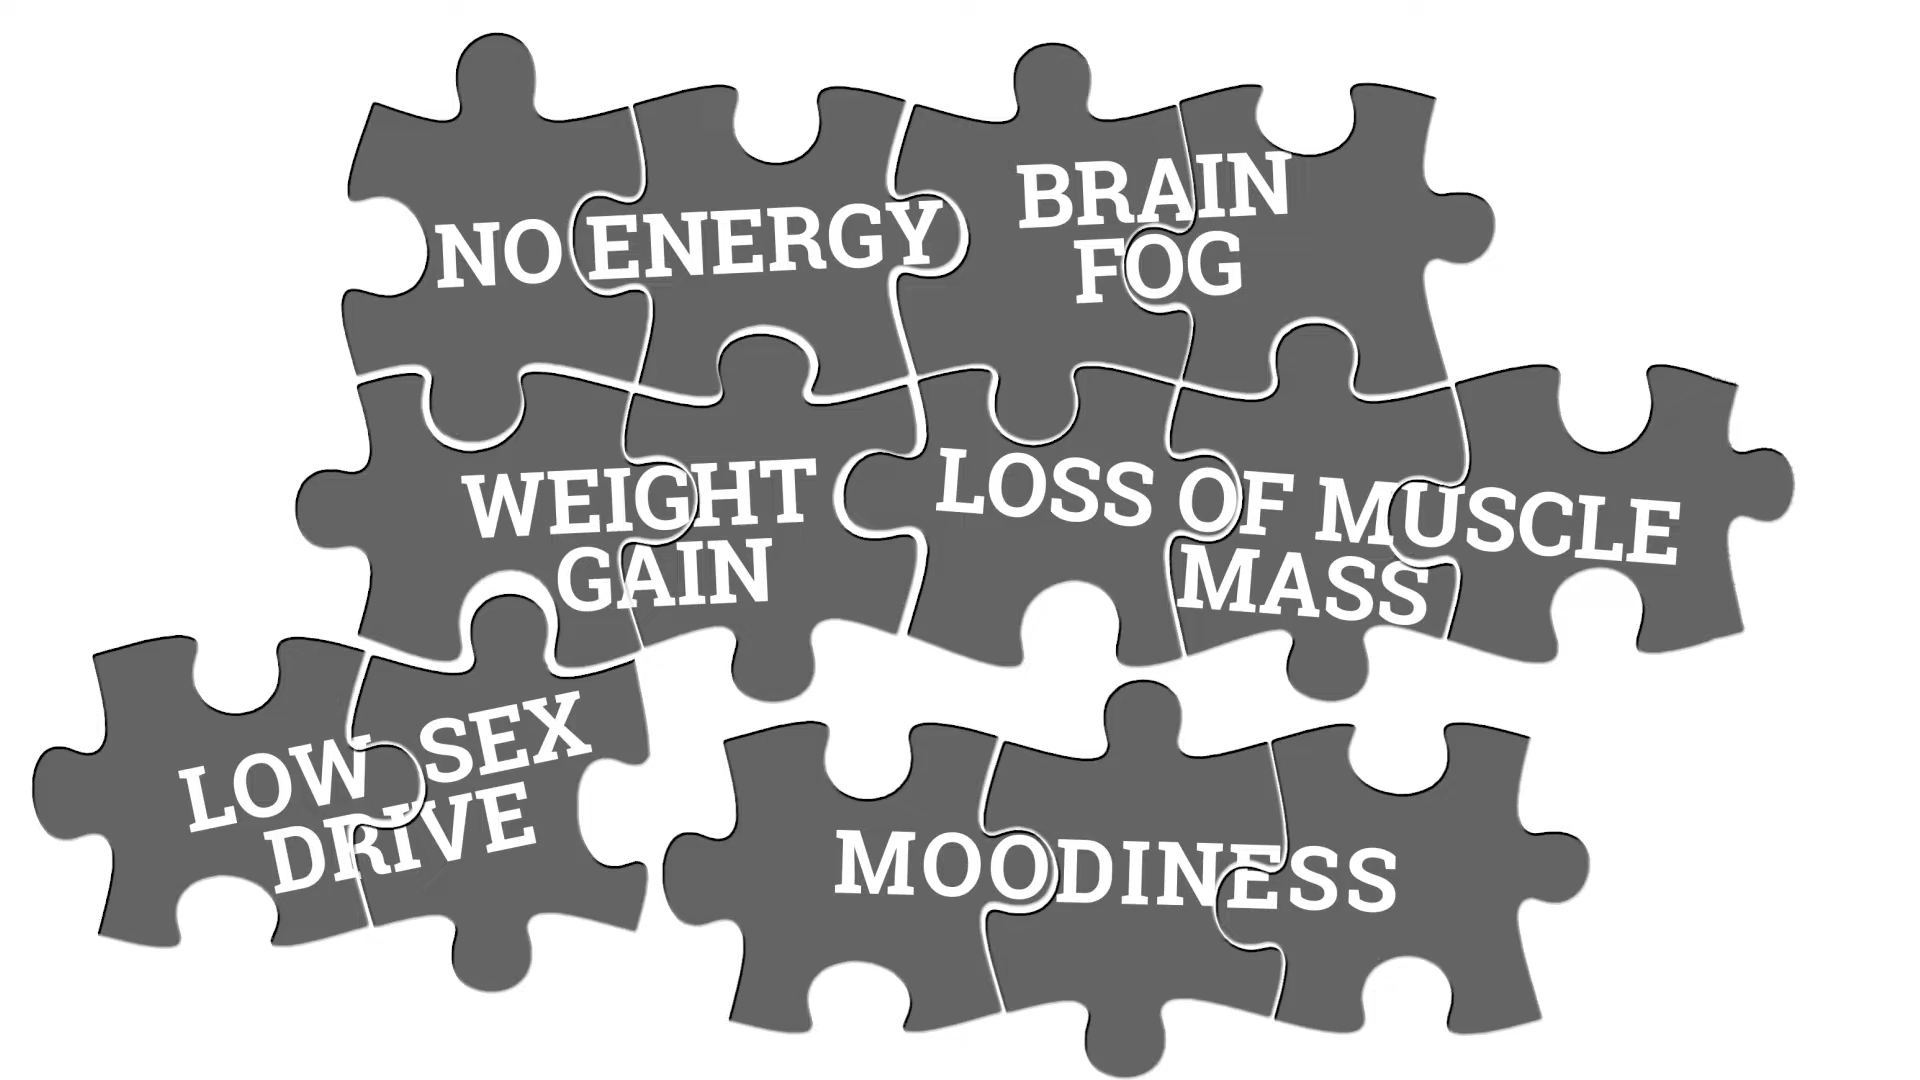 NO ENERGY
BRAIN
FOG
WEIGHT
GAIN
LOSS OF MUSCLE
MASS
LOW SEX
DRIVE
MOODINESS